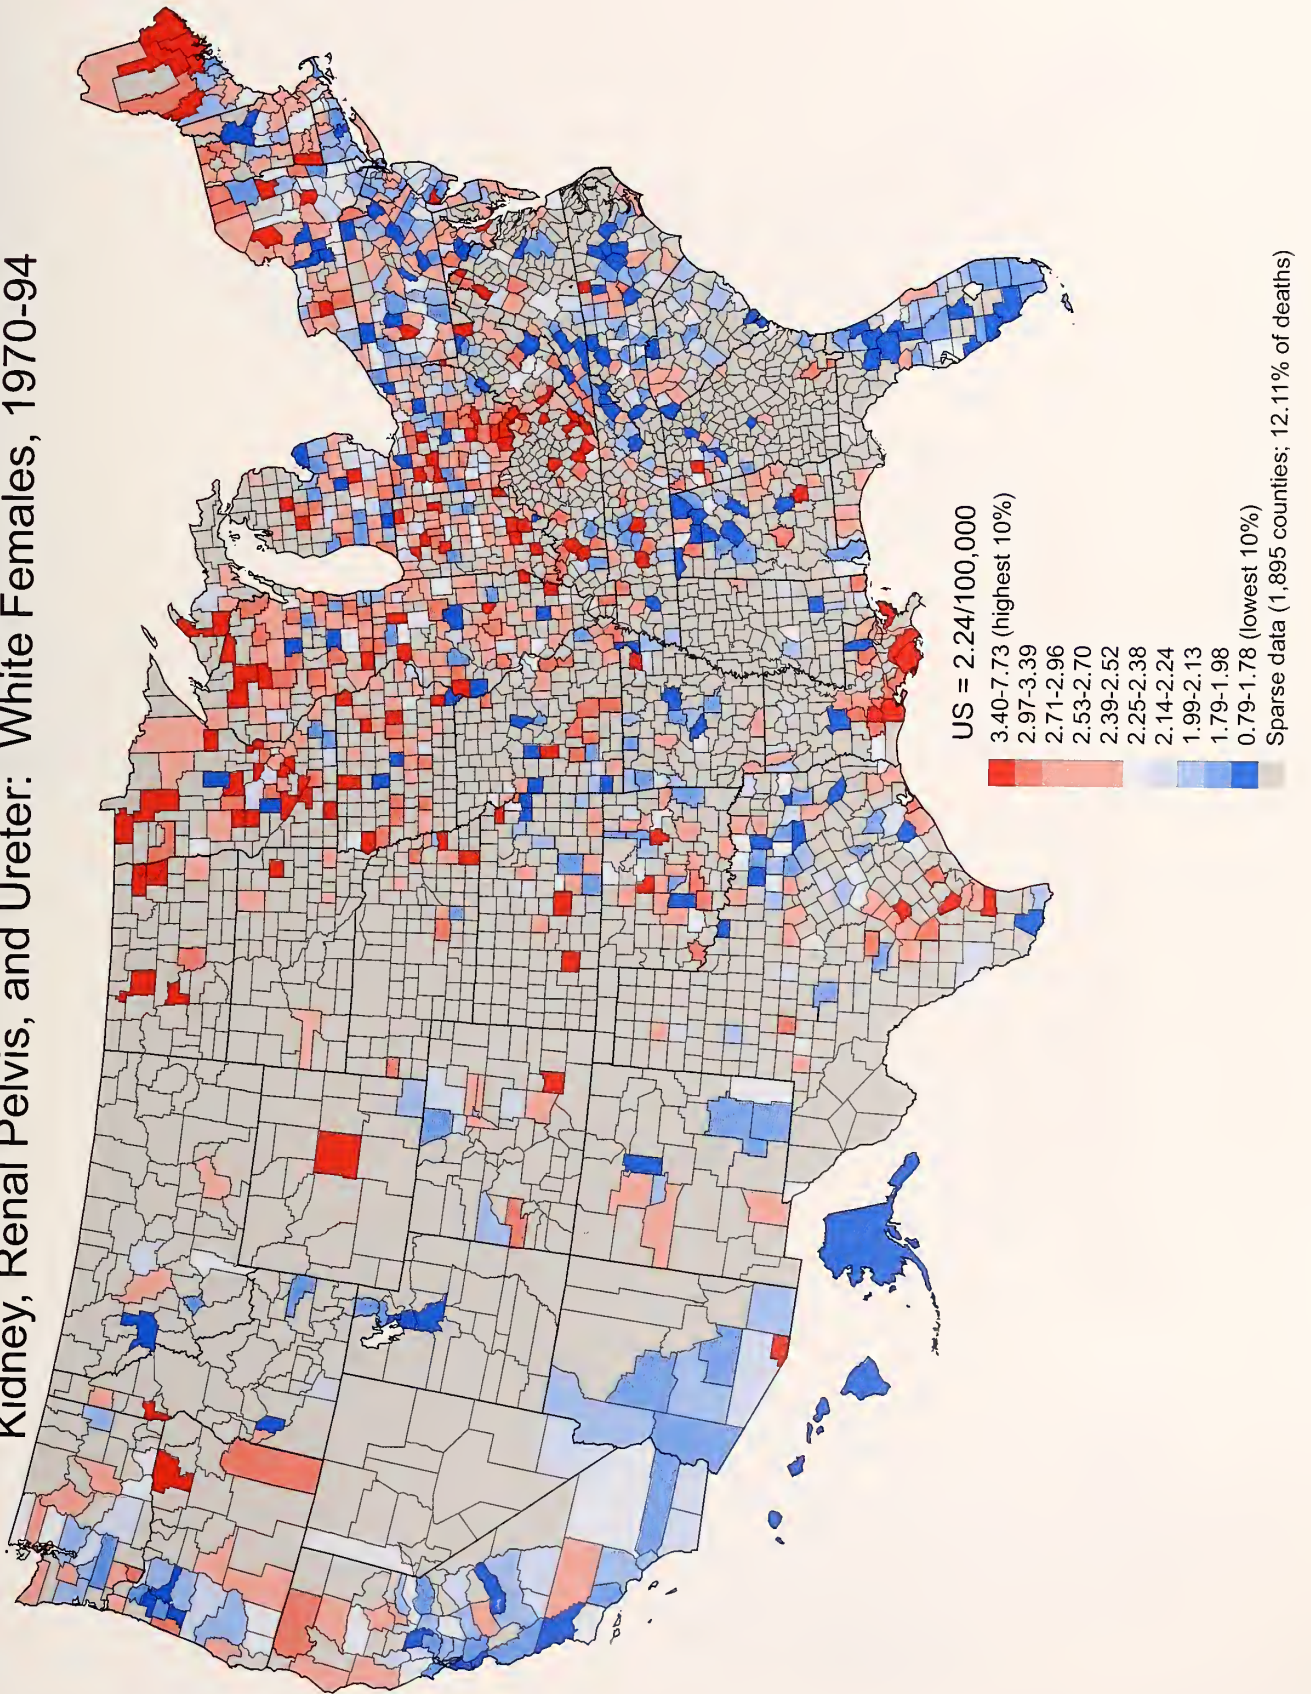 Kidney, Renal Pelvis, and Ureter: White Females, 1970-94
US = 2.24/100,000
3.40-7.73 (highest 10%)
2.97-3.39
2.71-2.96
2.53-2.70
2.39-2.52
2.25-2.38
2.14-2.24
1.99-2.13
1.79-1.98
0.79-1.78 (lowest 10%)
Sparse data (1,895 counties; 12.11% of deaths)